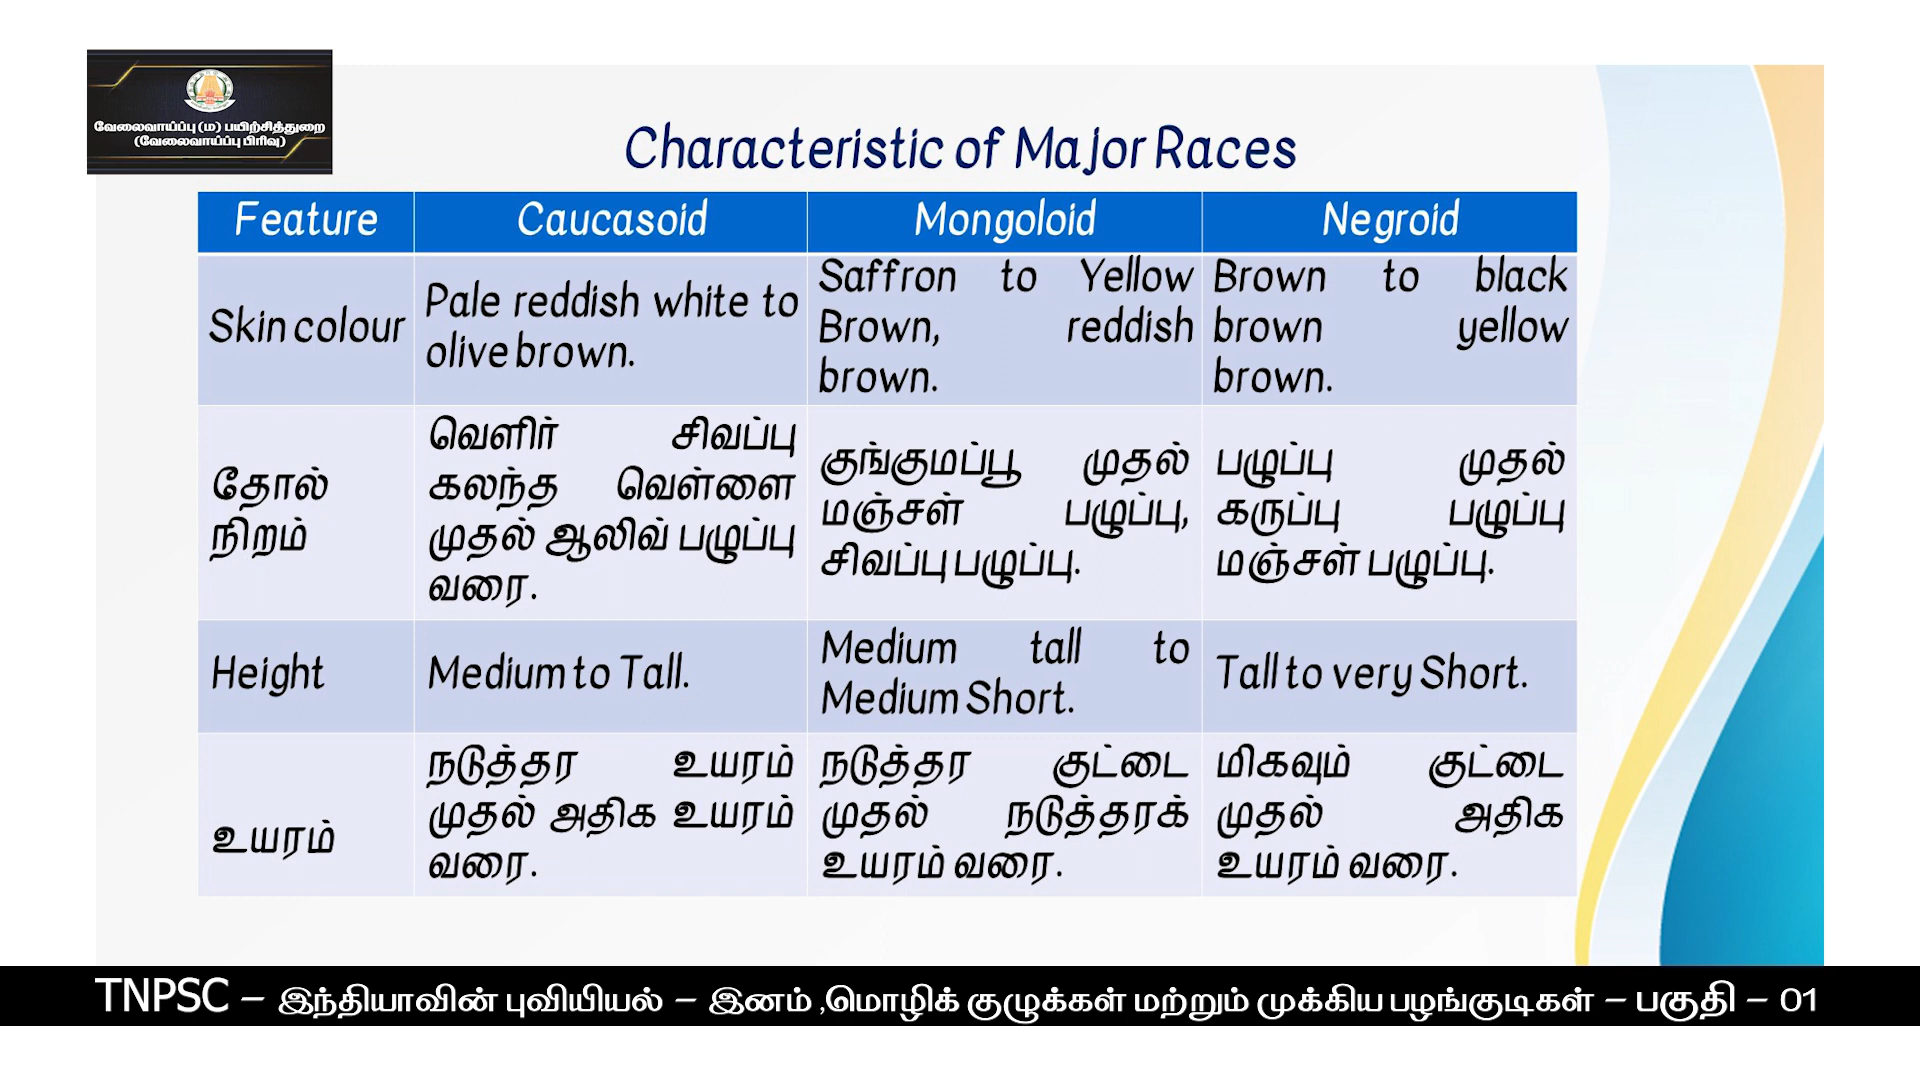 வேலைவாய்ப்பு (ம) பயிற்சித்துறை
(வேலைவாய்ப்பு பிரிவு)
Characteristic of Major Races
Feature
Caucasoid
Mongoloid
Negroid
Skin colour
Pale reddish white to
olive brown.
Saffron to Yellow
Brown, reddish
brown.
Brown to black
brown yellow
brown.
தோல்
நிறம்
வெளிர் சிவப்பு
கலந்த வெள்ளை
முதல் ஆலிவ் பழுப்பு
வரை.
குங்குமப்பூ முதல்
மஞ்சள் பழுப்பு,
சிவப்பு பழுப்பு.
பழுப்பு முதல்
கருப்பு பழுப்பு
மஞ்சள் பழுப்பு.
Height
Medium to Tall.
Medium tall to
Medium Short.
Tall to very Short.
உயரம்
நடுத்தர உயரம்
முதல் அதிக உயரம்
வரை.
நடுத்தர குட்டை
முதல் நடுத்தரக்
உயரம் வரை.
மிகவும் குட்டை
முதல் அதிக
உயரம் வரை.
TNPSC – இந்தியாவின் புவியியல் – இனம் ,மொழிக் குழுக்கள் மற்றும் முக்கிய பழங்குடிகள் – பகுதி – 01